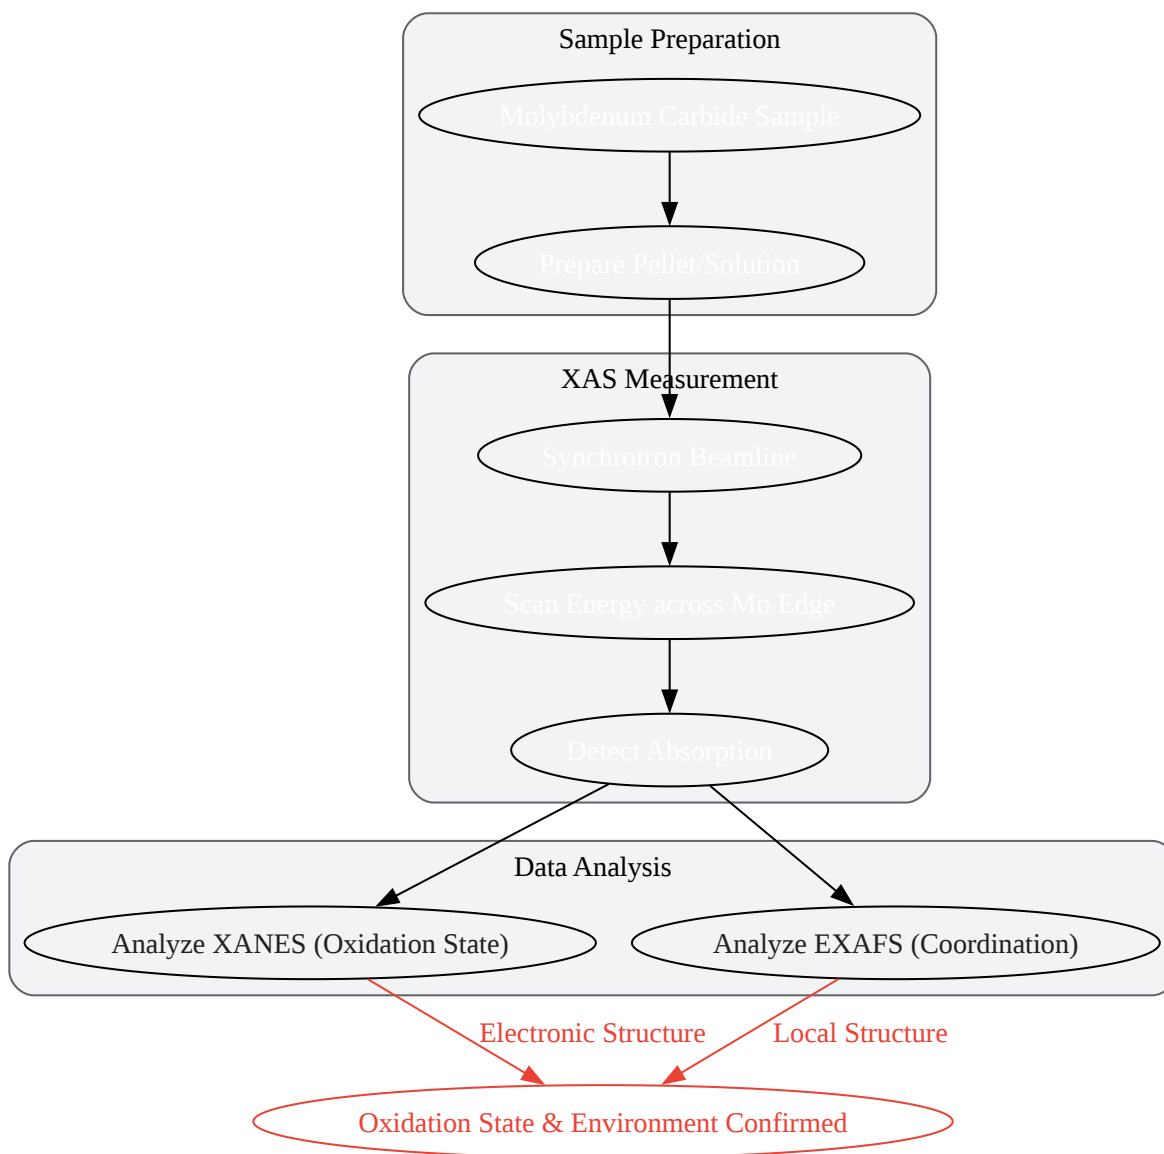 Sample Preparation
Molybdenum Carbide Sample
Prepare Pellet/Solution
XAS Measurement
Synchrotron Beamline
Scan Energy across Mo Edge
Detect Absorption
Data Analysis
Analyze XANES (Oxidation State)
Analyze EXAFS (Coordination)
Electronic Structure
Local Structure
Oxidation State & Environment Confirmed